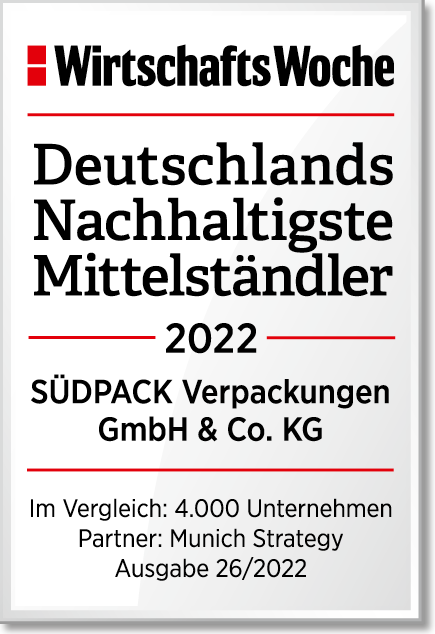 WirtschaftsWoche
Deutschlands
Nachhaltigste
Mittelständler
2022
SÜDPACK Verpackungen
GmbH & Co. KG
Im Vergleich: 4.000 Unternehmen
Partner: Munich Strategy
Ausgabe 26/2022